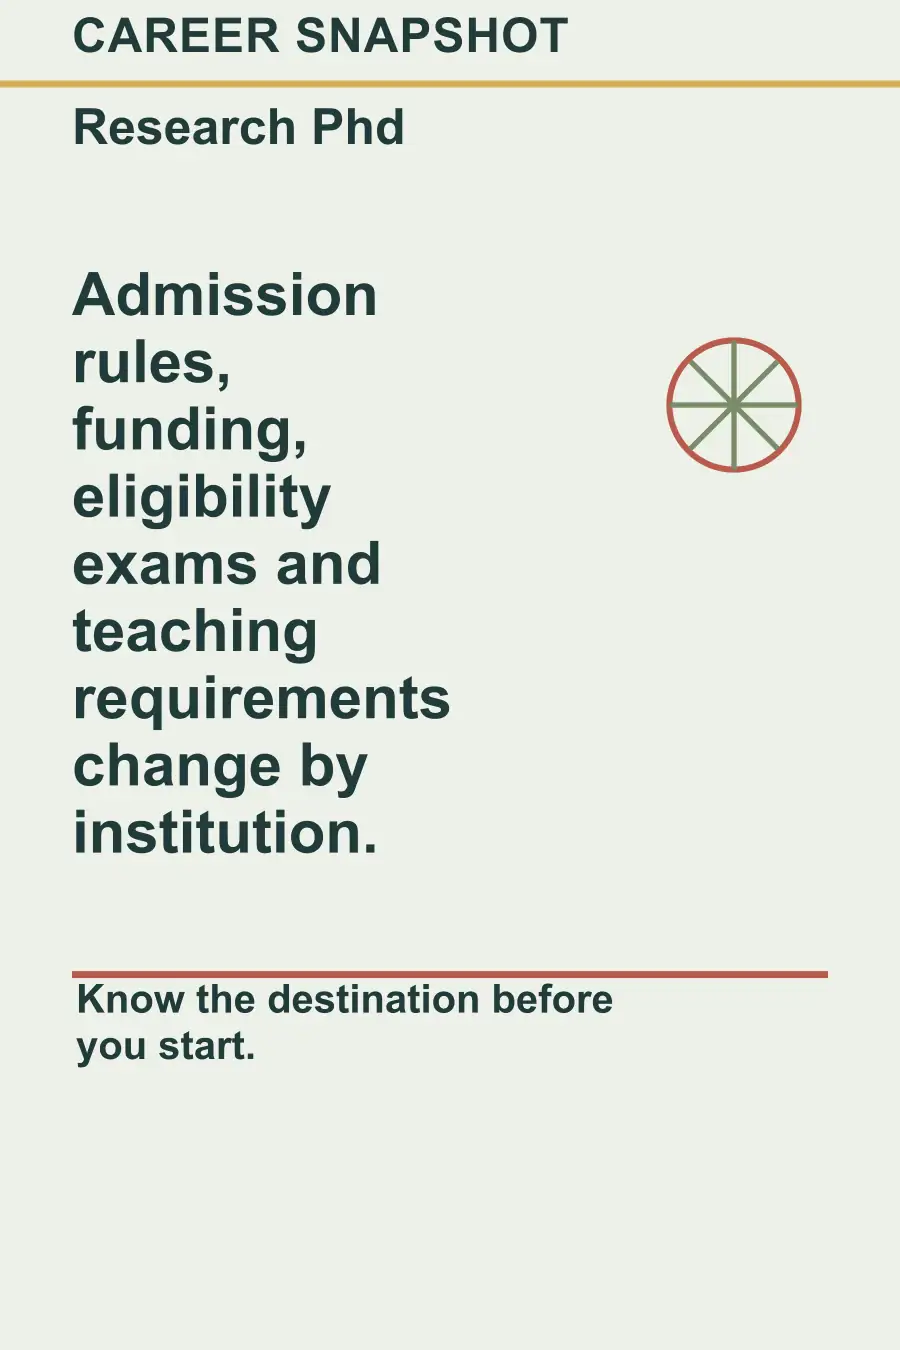 CAREER SNAPSHOT
Research Phd
Admission
rules,
funding,
eligibility
exams and
teaching
requirements
change by
institution.
Know the destination before
you start.